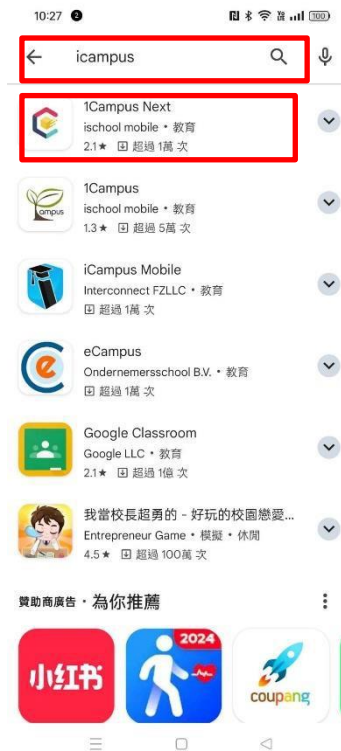 10:27 2 100
icampus
1Campus Next
ischool mobile • 教育
2.1★ 超過 1萬 次
ampus
1Campus
ischool mobile • 教育
1.3★ 超過 5萬 次
iCampus Mobile
Interconnect FZLLC • 教育
超過 1萬 次
e
eCampus
Ondernemersschool B.V. • 教育
超過 1萬 次
Google Classroom
Google LLC • 教育
2.1★ 超過 1億 次
我當校長超勇的 - 好玩的校園戀愛...
Entrepreneur Game • 模擬 • 休閒
4.5★ 超過 100萬 次
贊助商廣告 · 為你推薦
小红书
2024
coupang